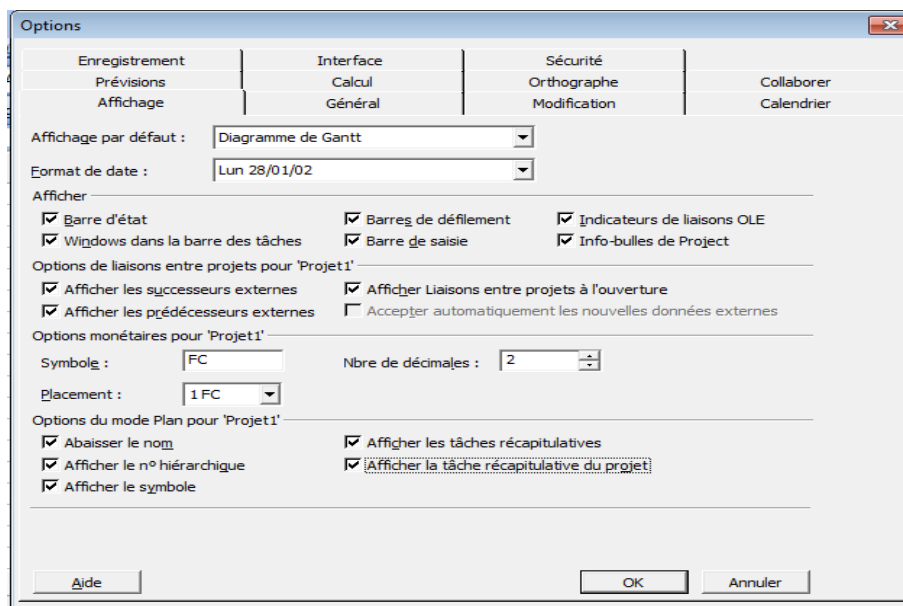 Options
Enregistrement Interface Sécurité
Prévisions Calcul Orthographe Collaborer
Affichage Général Modification Calendrier
Affichage par défaut : Diagramme de Gantt
Format de date : Lun 28/01/02
Afficher
Barre d'état Barres de défilement Indicateurs de liaisons OLE
Windows dans la barre des tâches Barre de saisie Info-bulles de Project
Options de liaisons entre projets pour 'Projet1'
Afficher les successeurs externes Afficher Liaisons entre projets à l'ouverture
Afficher les prédécesseurs externes Accepter automatiquement les nouvelles données externes
Options monétaires pour 'Projet1'
Symbole : FC Nbre de décimales : 2
Placement : 1 FC
Options du mode Plan pour 'Projet1'
Abaisser le nom Afficher les tâches récapitulatives
Afficher le nº hiérarchique Afficher la tâche récapitulative du projet
Afficher le symbole
Aide OK Annuler